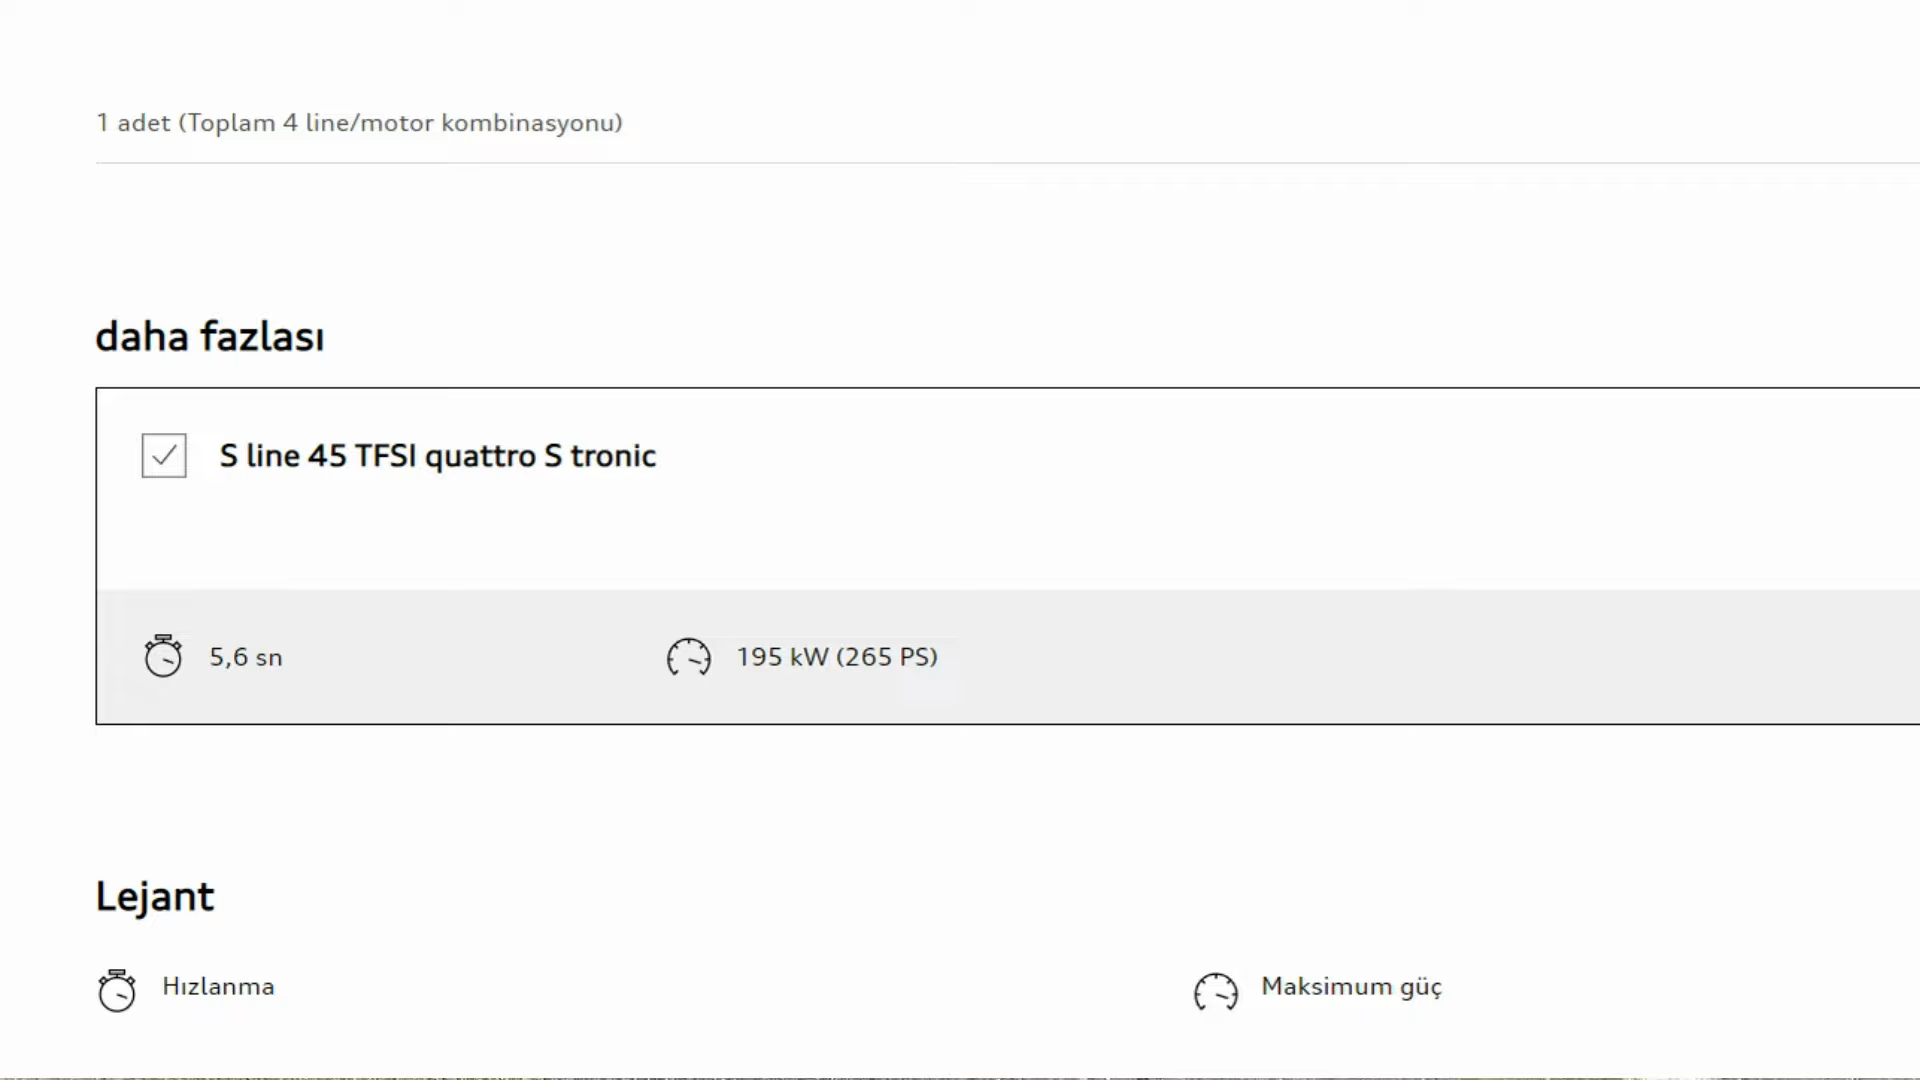 1 adet (Toplam 4 line/motor kombinasyonu)
daha fazlası
S line 45 TFSI quattro S tronic
5,6 sn
195 kW (265 PS)
Lejant
Hızlanma
Maksimum güç